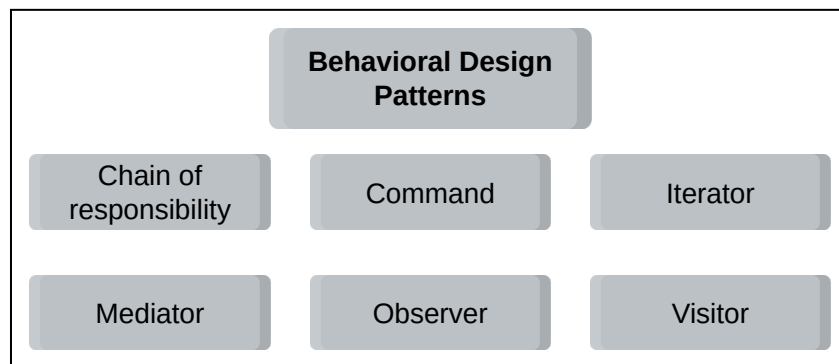 Behavioral Design
Patterns
Chain of
responsibility
Command
Iterator
Mediator
Observer
Visitor